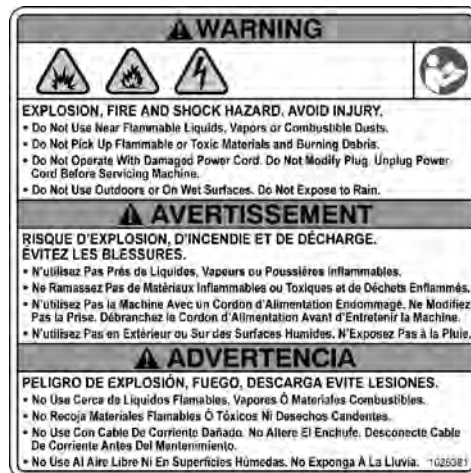 WARNING
EXPLOSION, FIRE AND SHOCK HAZARD. AVOID INJURY.
• Do Not Use Near Flammable Liquids, Vapors or Combustible Dusts.
• Do Not Pick Up Flammable or Toxic Materials and Burning Debris.
• Do Not Operate With Damaged Power Cord. Do Not Modify Plug. Unplug Power
Cord Before Servicing Machine.
• Do Not Use Outdoors or On Wet Surfaces. Do Not Expose to Rain.
AVERTISSEMENT
RISQUE D'EXPLOSION, D'INCENDIE ET DE DÉCHARGE.
ÉVITEZ LES BLESSURES.
• N'utilisez Pas Prés de Liquides, Vapeurs ou Poussières Inflammables.
• Ne Ramassez Pas de Matériaux Inflammables ou Toxiques et de Déchets Enflammés.
• N'utilisez Pas la Machine Avec un Cordon d'Alimentation Endommagé. Ne Modifiez
Pas la Prise. Débranchez le Cordon d'Alimentation Avant d'Entretenir la Machine.
• N'utilisez Pas en Extérieur ou Sur des Surfaces Humides. N'Exposez Pas à la Pluie.
ADVERTENCIA
PELIGRO DE EXPLOSIÓN, FUEGO, DESCARGA EVITE LESIONES.
• No Use Cerca de Líquidos Flamables, Vapores Ó Materiales Combustibles.
• No Recoja Materiales Flamables Ó Tóxicos Ni Desechos Candentes.
• No Use Con Cable De Corriente Dañado. No Altere El Enchufe. Desconecte Cable
De Corriente Antes Del Mantenimiento.
• No Use Al Aire Libre Ni En Superficies Húmedas. No Exponga À La Lluvia.